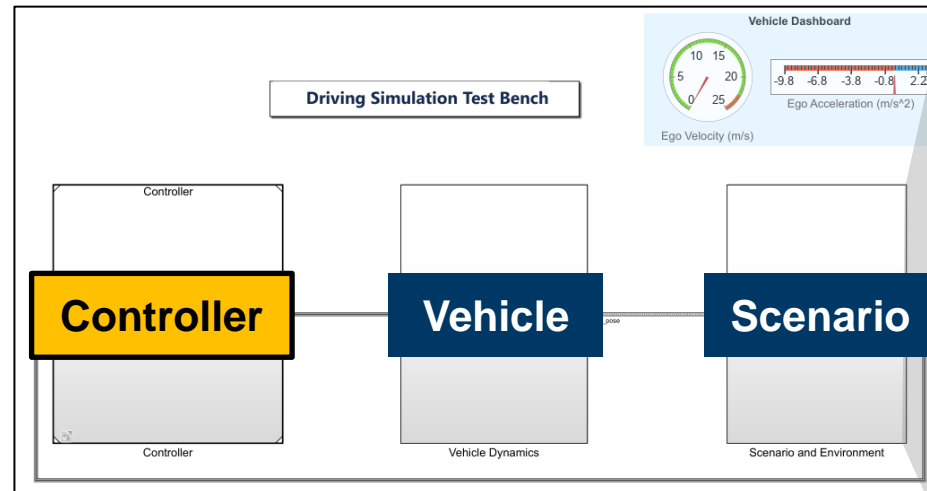 Vehicle Dashboard
10 15
5 20
0 25
Ego Velocity (m/s)
-9.8 -6.8 -3.8 -0.8 2.2
Ego Acceleration (m/s^2)
Driving Simulation Test Bench
Controller
Controller
Vehicle
Scenario
_pose
Controller
Vehicle Dynamics
Scenario and Environment